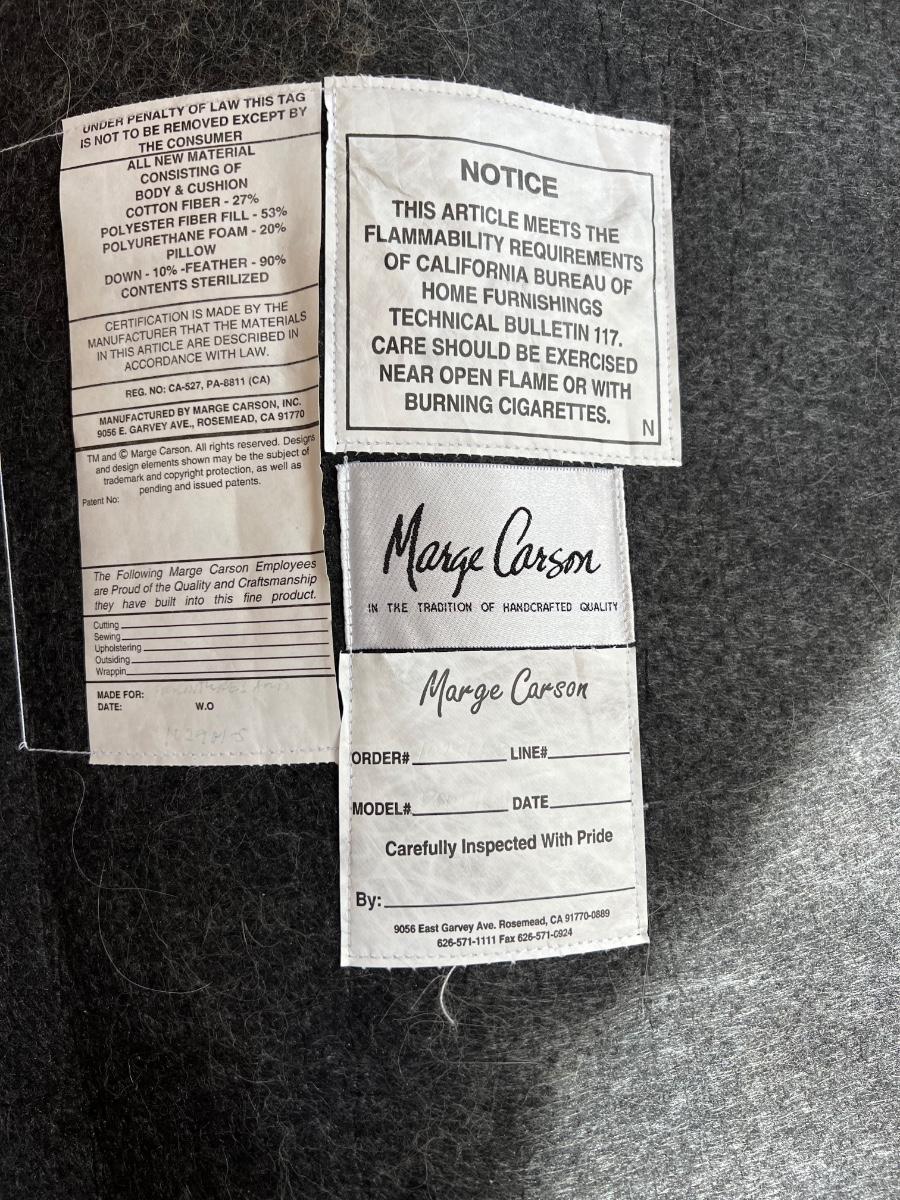 UNDER PENALTY OF LAW THIS TAG
IS NOT TO BE REMOVED EXCEPT BY
THE CONSUMER
ALL NEW MATERIAL
CONSISTING OF
BODY & CUSHION
COTTON FIBER - 27%
POLYESTER FIBER FILL - 53%
POLYURETHANE FOAM - 20%
PILLOW
DOWN - 10% -FEATHER - 90%
CONTENTS STERILIZED
CERTIFICATION IS MADE BY THE
MANUFACTURER THAT THE MATERIALS
IN THIS ARTICLE ARE DESCRIBED IN
ACCORDANCE WITH LAW.
REG. NO: CA-527, PA-8811 (CA)
MANUFACTURED BY MARGE CARSON, INC.
9056 E. GARVEY AVE., ROSEMEAD, CA 91770
TM and © Marge Carson. All rights reserved. Designs
and design elements shown may be the subject of
trademark and copyright protection, as well as
pending and issued patents.
Patent No:
The Following Marge Carson Employees
are Proud of the Quality and Craftsmanship
they have built into this fine product.
Cutting
Sewing
Upholstering
Outsiding
Wrappin
MADE FOR:
DATE: W.O
NOTICE
THIS ARTICLE MEETS THE
FLAMMABILITY REQUIREMENTS
OF CALIFORNIA BUREAU OF
HOME FURNISHINGS
TECHNICAL BULLETIN 117.
CARE SHOULD BE EXERCISED
NEAR OPEN FLAME OR WITH
BURNING CIGARETTES.
N
Marge Carson
IN THE TRADITION OF HANDCRAFTED QUALITY
Marge Carson
ORDER# LINE#
MODEL# DATE
Carefully Inspected With Pride
By:
9056 East Garvey Ave. Rosemead, CA 91770-0889
626-571-1111 Fax 626-571-0924